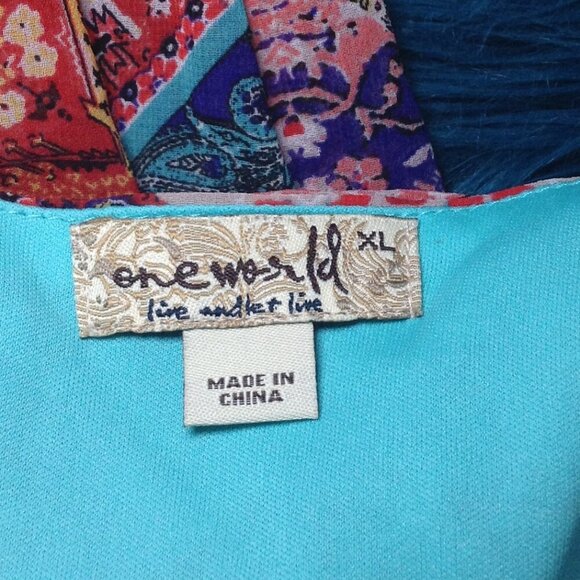 one world XL
live and let live
MADE IN
CHINA